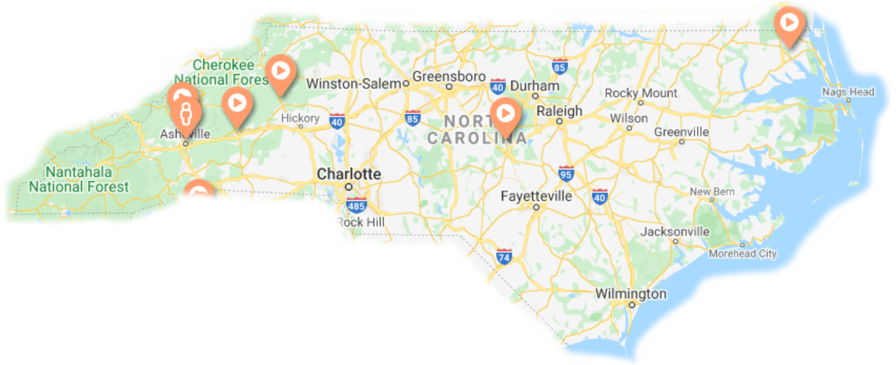 Cherokee
National Forest
Winston-Salem
Greensboro
85
40
Durham
Rocky Mount
Nags Head
Hickory
40
85
NORTH
CAROLINA
Raleigh
Wilson
Greenville
Asheville
Nantahala
National Forest
Charlotte
95
Fayetteville
40
New Bern
485
Rock Hill
Jacksonville
Morehead City
74
Wilmington